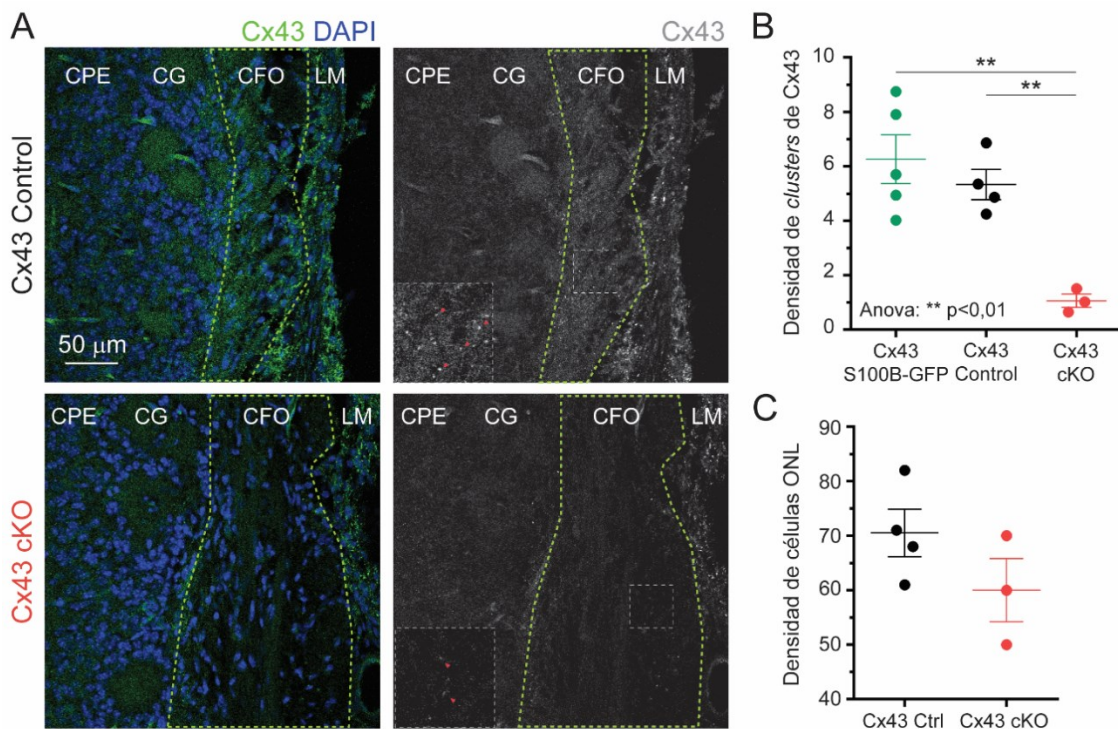 A
Cx43 DAPI
Cx43
Cx43 Control
CPE CG CFO LM
CPE CG CFO LM
50 µm
Cx43 cKO
CPE CG CFO LM
CPE CG CFO LM
B
Densidad de clusters de Cx43
10
8
6
4
2
0
Anova: ** p<0,01
**
**
Cx43 S100B-GFP
Cx43 Control
Cx43 cKO
C
Densidad de células ONL
90
80
70
60
50
40
Cx43 Ctrl
Cx43 cKO